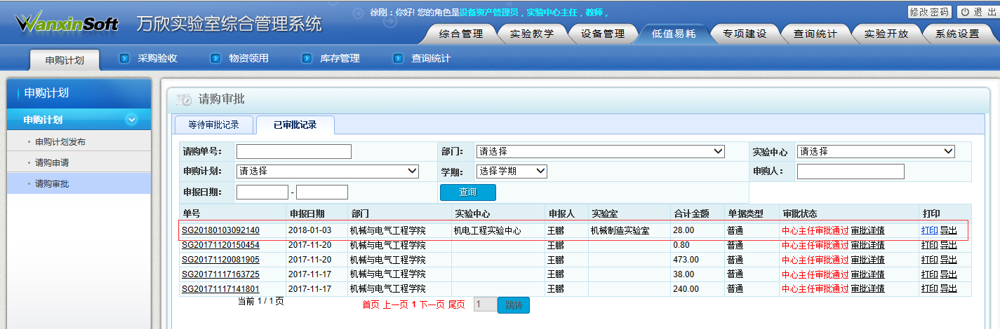 徐刚：你好! 您的角色是设备资产管理员，实验中心主任，教师，
修改密码 退 出
WanxinSoft 万欣实验室综合管理系统
综合管理 实验教学 设备管理 低值易耗 专项建设 查询统计 实验开放 系统设置
申购计划 采购验收 物资领用 库存管理 查询统计
申购计划
申购计划
申购计划发布
请购申请
请购审批
请购审批
等待审批记录 已审批记录
请购单号： 部门： 请选择 实验中心 请选择
申购计划： 请选择 学期： 选择学期 申购人：
申报日期： - 查询
单号 申报日期 部门 实验中心 申报人 实验室 合计金额 单据类型 审批状态 打印
SG20180103092140 2018-01-03 机械与电气工程学院 机电工程实验中心 王鹏 机械制造实验室 28.00 普通 中心主任审批通过 审批详值 打印 导出
SG20171120150454 2017-11-20 机械与电气工程学院 王鹏 0.80 普通 中心主任审批通过 审批详值 打印 导出
SG20171120081905 2017-11-20 机械与电气工程学院 王鹏 473.00 普通 中心主任审批通过 审批详值 打印 导出
SG20171117163725 2017-11-17 机械与电气工程学院 王鹏 38.00 普通 中心主任审批通过 审批详值 打印 导出
SG20171117141801 2017-11-17 机械与电气工程学院 王鹏 240.00 普通 中心主任审批通过 审批详值 打印 导出
当前 1 / 1 页 首页 上一页 1 下一页 尾页 1 跳转